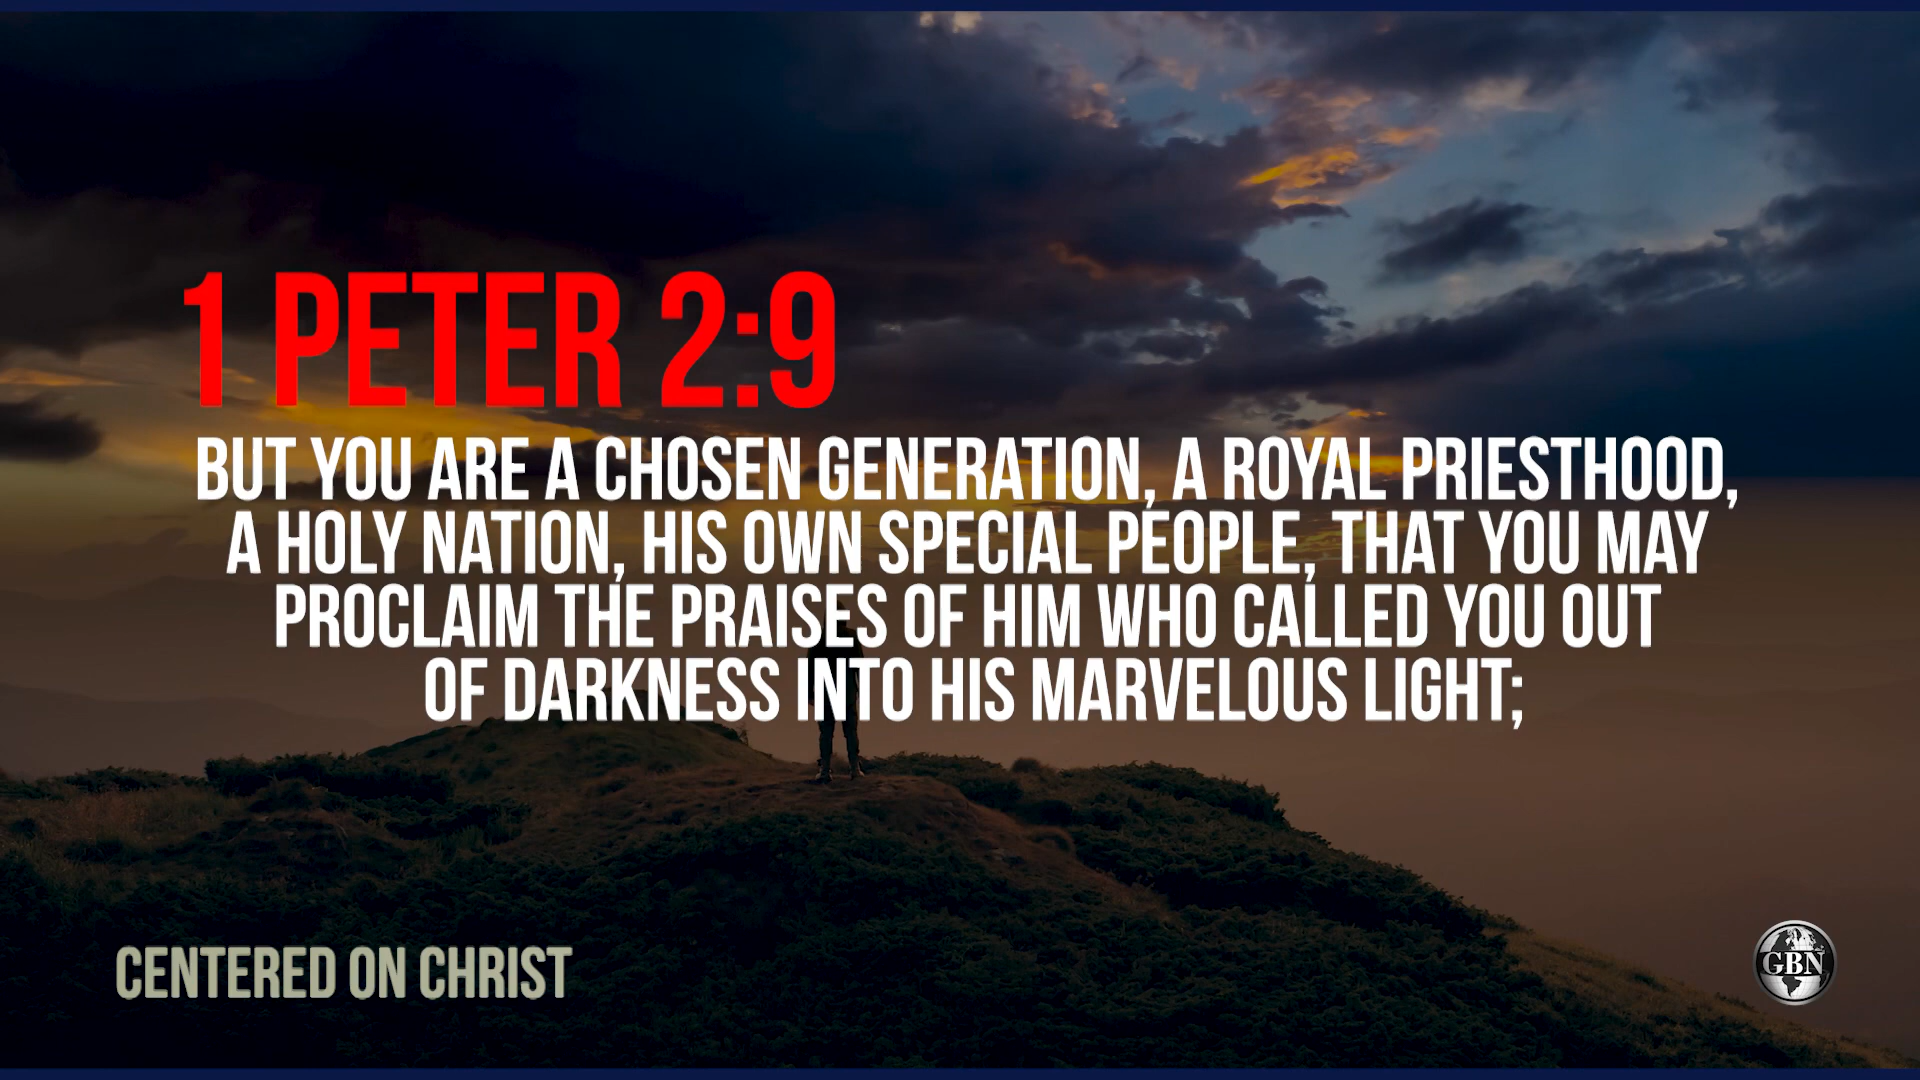 1 PETER 2:9
BUT YOU ARE A CHOSEN GENERATION, A ROYAL PRIESTHOOD,
A HOLY NATION, HIS OWN SPECIAL PEOPLE, THAT YOU MAY
PROCLAIM THE PRAISES OF HIM WHO CALLED YOU OUT
OF DARKNESS INTO HIS MARVELOUS LIGHT;
CENTERED ON CHRIST
GBN